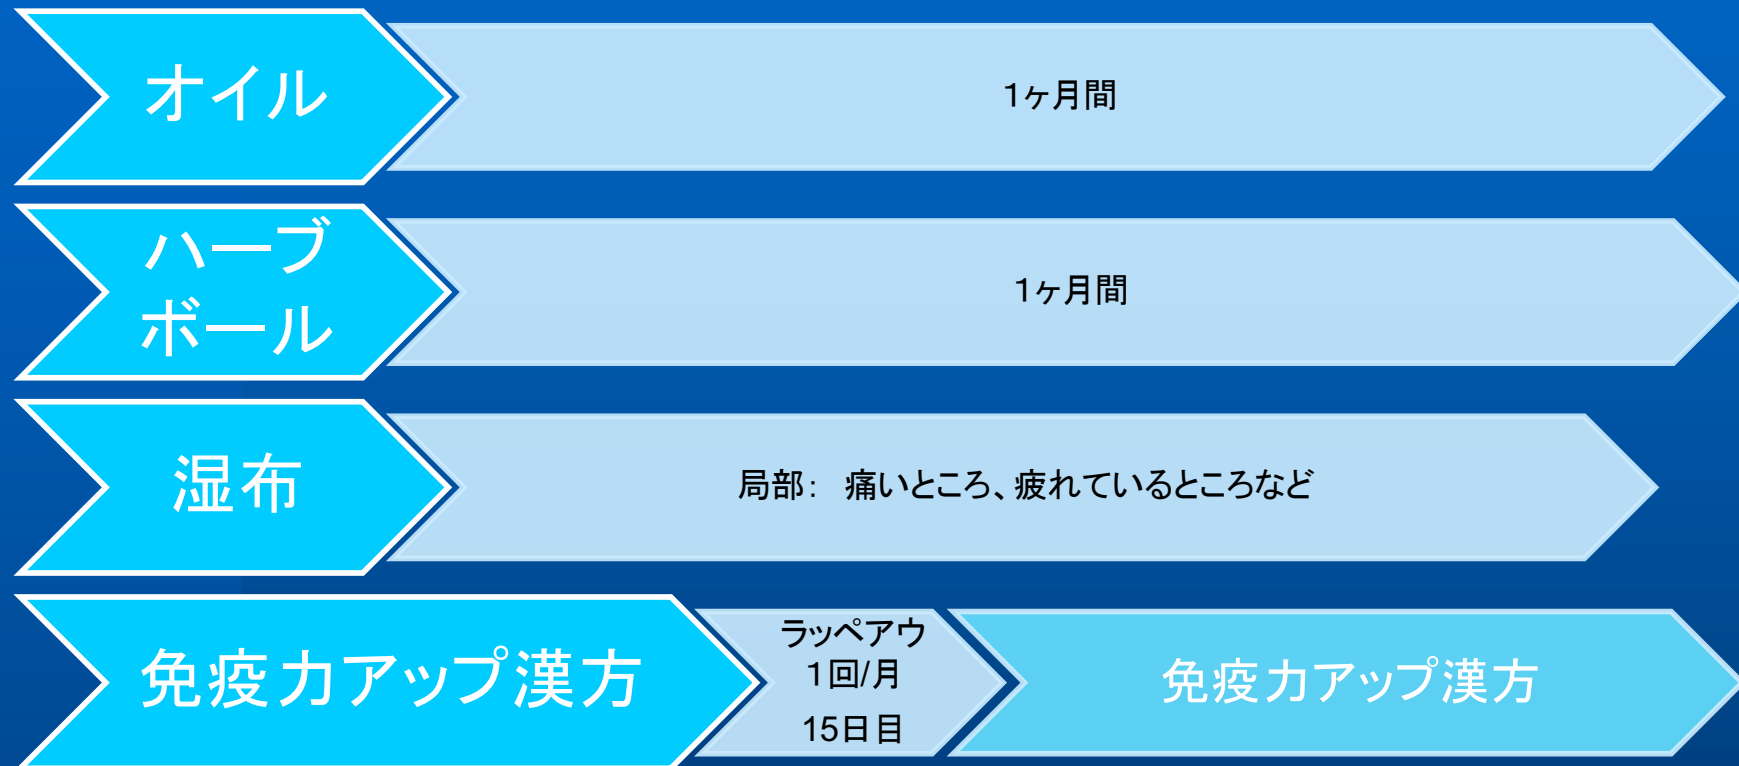 オイル
1ヶ月間
ハーブ
ボール
1ヶ月間
湿布
局部： 痛いところ、疲れているところなど
免疫力アップ漢方
ラッペアウ
1回/月
15日目
免疫力アップ漢方